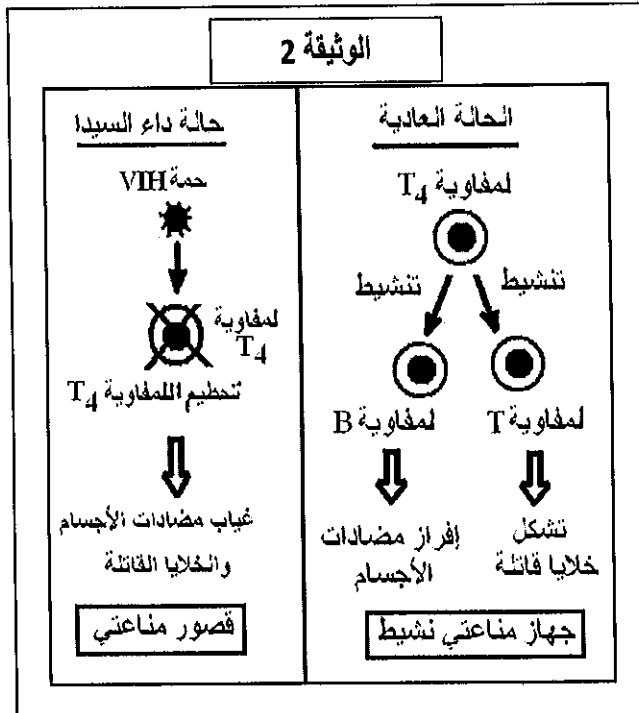 الوثيقة 2
الحالة العادية
لمفاوية T4
تنشيط
تنشيط
لمفاوية T
لمفاوية B
تشكل
خلايا قاتلة
إفراز مضادات
الأجسام
جهاز مناعتي نشيط
حالة داء السيدا
حمة VIH
لمفاوية
T4
تحطيم اللمفاوية T4
غياب مضادات الأجسام
والخلايا القاتلة
قصور مناعتي